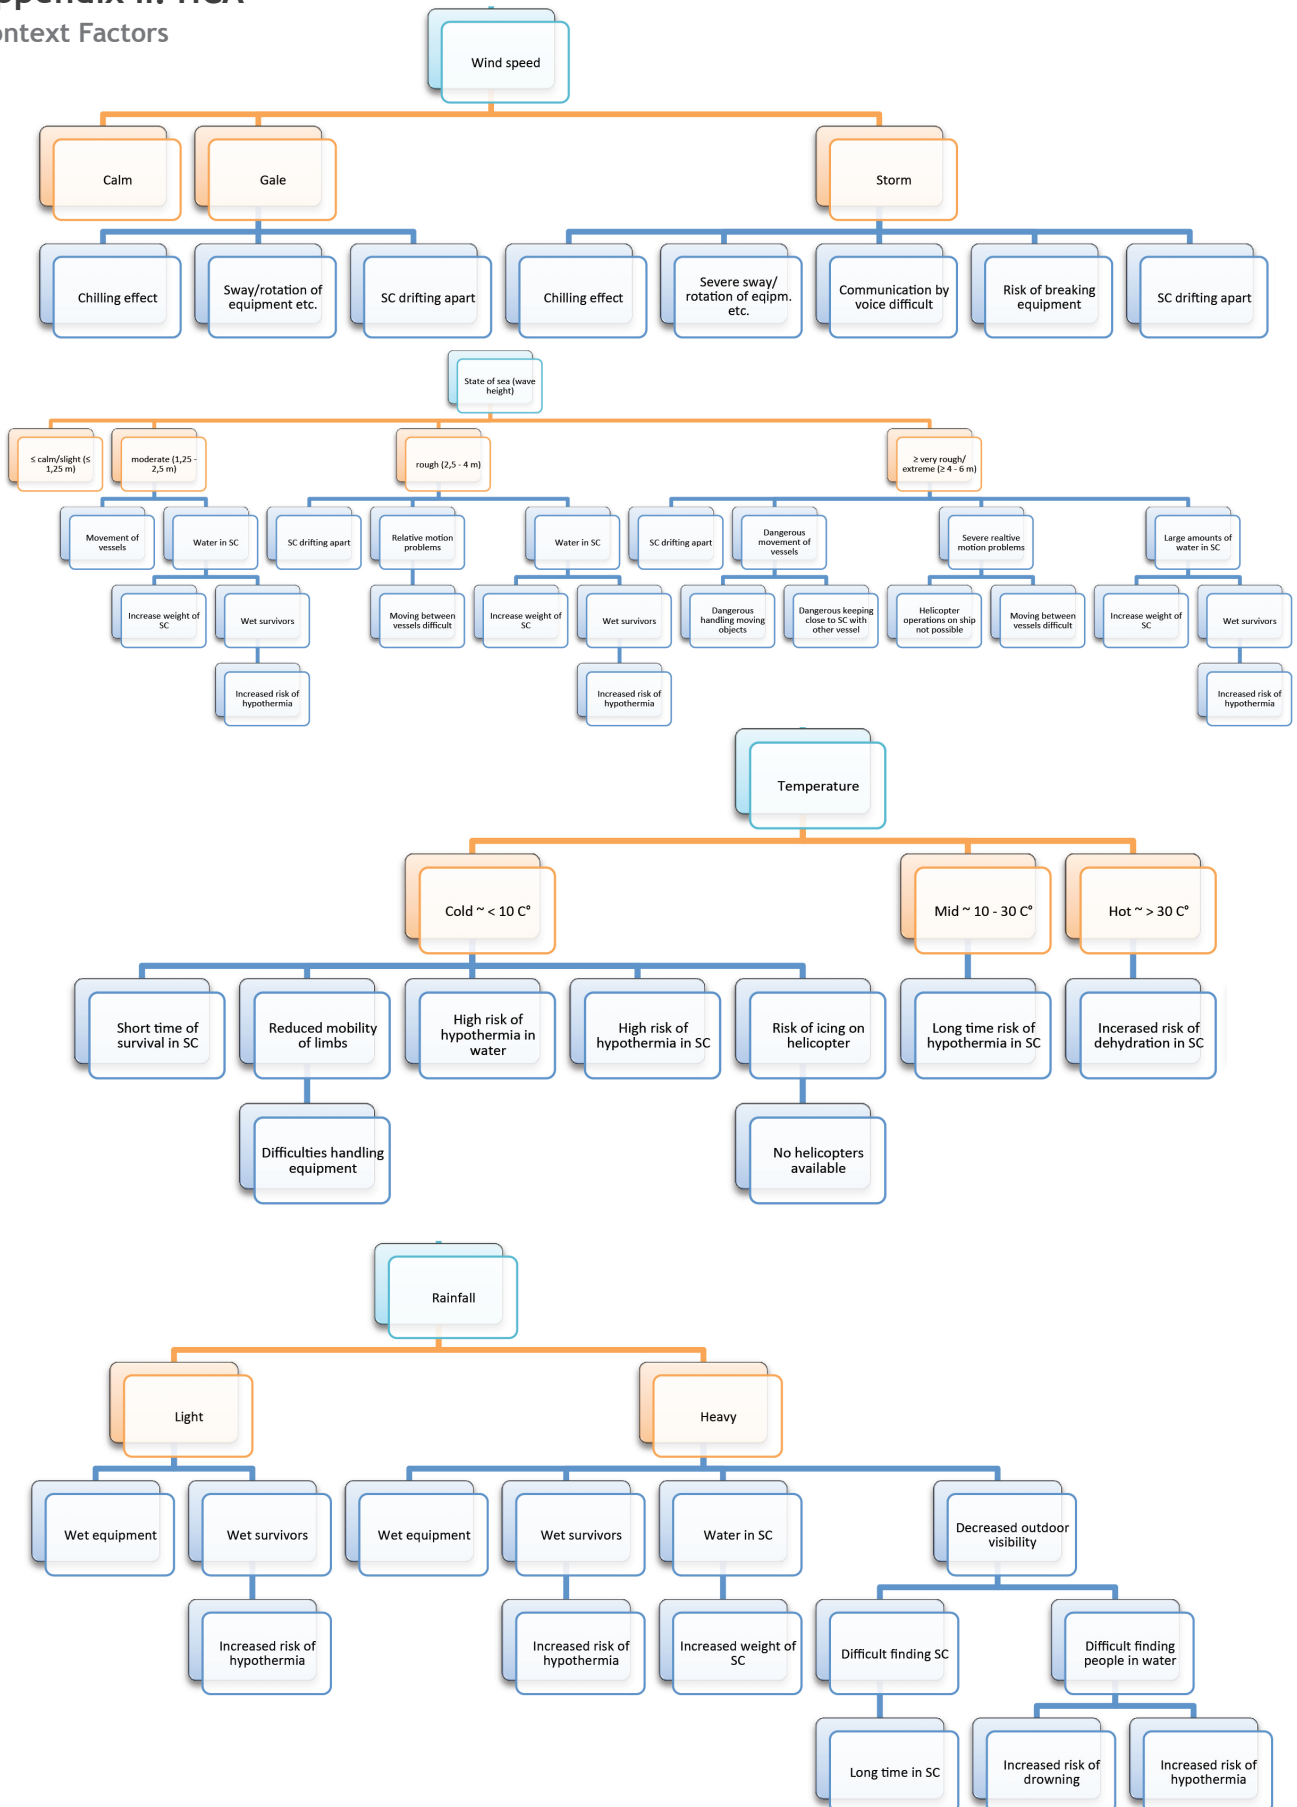 ontext Factors
Wind speed
Calm
Gale
Storm
Chilling effect
Sway/rotation of
equipment etc.
SC drifting apart
Chilling effect
Severe sway/
rotation of eqipm.
etc.
Communication by
voice difficult
Risk of breaking
equipment
SC drifting apart
State of sea (wave
height)
≤ calm/slight (≤
1,25 m)
moderate (1,25 -
2,5 m)
rough (2,5 - 4 m)
≥ very rough/
extreme (≥ 4 - 6 m)
Movement of
vessels
Water in SC
SC drifting apart
Relative motion
problems
Water in SC
SC drifting apart
Dangerous
movement of
vessels
Severe realtive
motion problems
Large amounts of
water in SC
Increase weight of
SC
Wet survivors
Moving between
vessels difficult
Increase weight of
SC
Wet survivors
Dangerous
handling moving
objects
Dangerous keeping
close to SC with
other vessel
Helicopter
operations on ship
not possible
Moving between
vessels difficult
Increase weight of
SC
Wet survivors
Increased risk of
hypothermia
Increased risk of
hypothermia
Increased risk of
hypothermia
Temperature
Cold ~ < 10 C°
Mid ~ 10 - 30 C°
Hot ~ > 30 C°
Short time of
survival in SC
Reduced mobility
of limbs
High risk of
hypothermia in
water
High risk of
hypothermia in SC
Risk of icing on
helicopter
Long time risk of
hypothermia in SC
Incerased risk of
dehydration in SC
Difficulties handling
equipment
No helicopters
available
Rainfall
Light
Heavy
Wet equipment
Wet survivors
Wet equipment
Wet survivors
Water in SC
Decreased outdoor
visibility
Increased risk of
hypothermia
Increased risk of
hypothermia
Increased weight of
SC
Difficult finding SC
Difficult finding
people in water
Long time in SC
Increased risk of
drowning
Increased risk of
hypothermia